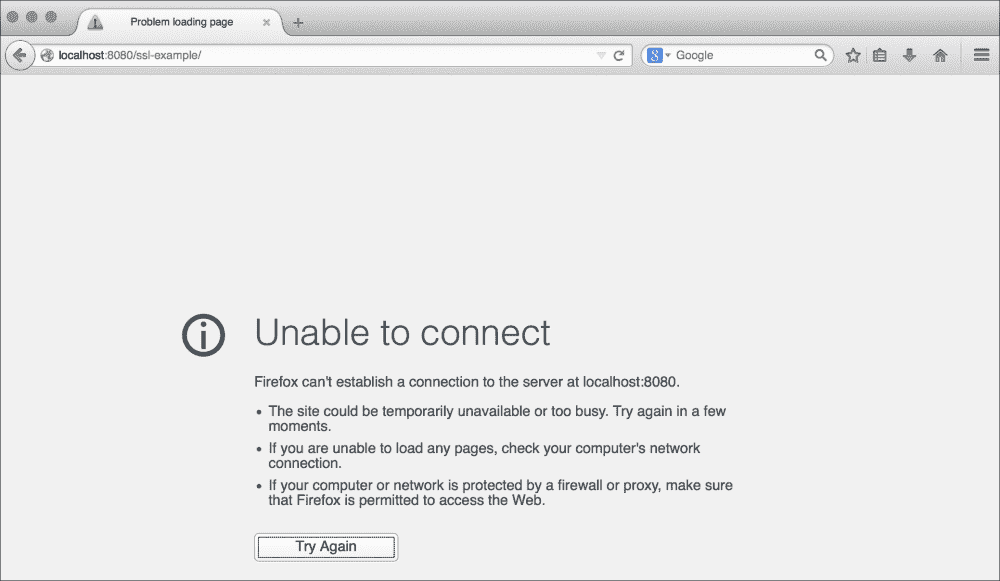 Problem loading page
localhost:8080/ssl-example/
8 Google
Unable to connect
Firefox can't establish a connection to the server at localhost:8080.
• The site could be temporarily unavailable or too busy. Try again in a few
moments.
• If you are unable to load any pages, check your computer's network
connection.
• If your computer or network is protected by a firewall or proxy, make sure
that Firefox is permitted to access the Web.
Try Again